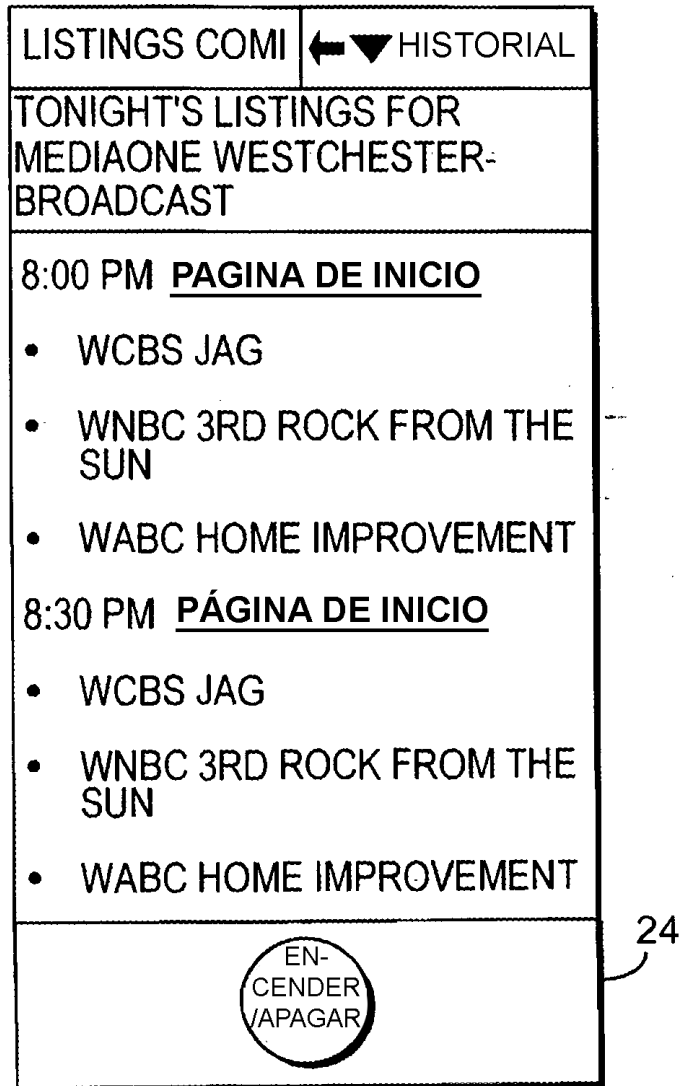 LISTINGS COMI HISTORIAL
TONIGHT'S LISTINGS FOR
MEDIAONE WESTCHESTER-
BROADCAST
8:00 PM PAGINA DE INICIO
• WCBS JAG
• WNBC 3RD ROCK FROM THE
SUN
• WABC HOME IMPROVEMENT
8:30 PM PÁGINA DE INICIO
• WCBS JAG
• WNBC 3RD ROCK FROM THE
SUN
• WABC HOME IMPROVEMENT
24
EN-
CENDER
/APAGAR